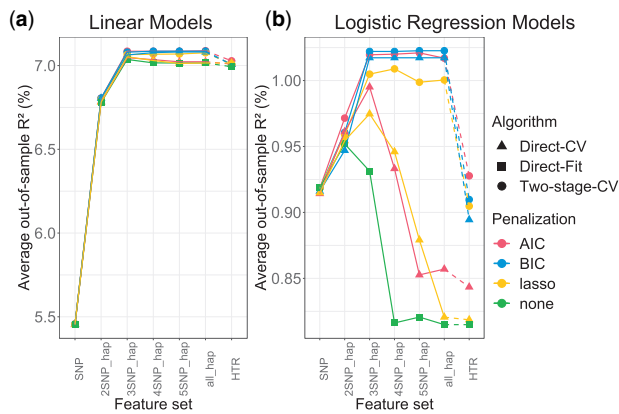 (a) Linear Models
Average out-of-sample R² (%)
7.0
6.5
6.0
5.5
SNP
2SNP_hap
3SNP_hap
4SNP_hap
5SNP_hap
all_hap
HTR
Feature set
(b) Logistic Regression Models
Average out-of-sample R² (%)
1.00
0.95
0.90
0.85
SNP
2SNP_hap
3SNP_hap
4SNP_hap
5SNP_hap
all_hap
HTR
Feature set
Algorithm
Direct-CV
Direct-Fit
Two-stage-CV
Penalization
AIC
BIC
lasso
none